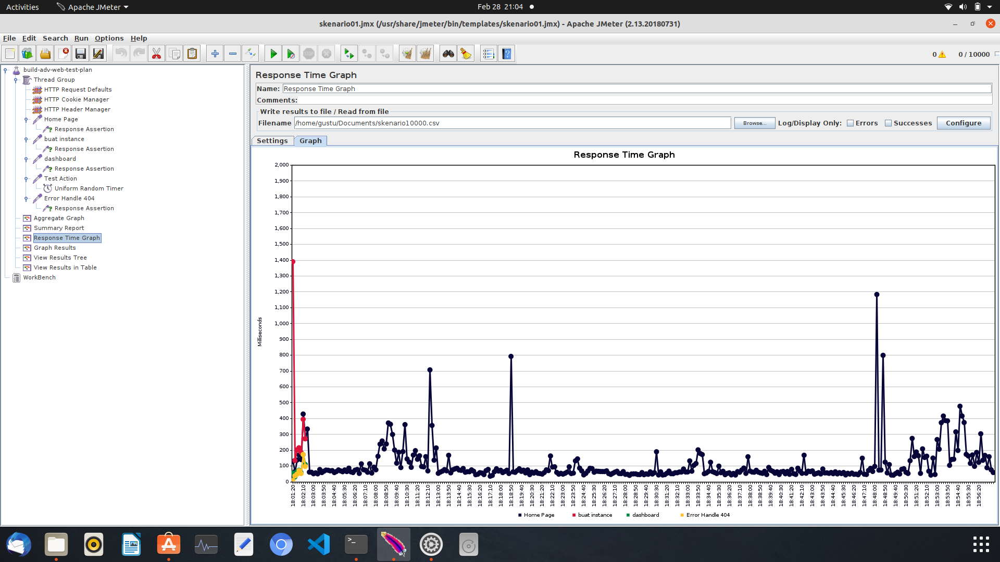 Activities
Apache JMeter
Feb 28 21:04
skenario01.jmx (/usr/share/jmeter/bin/templates/skenario01.jmx) - Apache JMeter (2.13.20180731)
File Edit Search Run Options Help
0
0 / 10000
build-adv-web-test-plan
Thread Group
HTTP Request Defaults
HTTP Cookie Manager
HTTP Header Manager
Home Page
Response Assertion
buat instance
Response Assertion
dashboard
Response Assertion
Test Action
Uniform Random Timer
Error Handle 404
Response Assertion
Aggregate Graph
Summary Report
Response Time Graph
Graph Results
View Results Tree
View Results in Table
WorkBench
Response Time Graph
Name: Response Time Graph
Comments:
Write results to file / Read from file
Filename /home/gustu/Documents/skenario10000.csv Browse... Log/Display Only: Errors Successes Configure
Settings Graph
Response Time Graph
2,000
1,900
1,800
1,700
1,600
1,500
1,400
1,300
1,200
1,100
1,000
900
800
700
600
500
400
300
200
100
0
Milliseconds
18:01:20 18:02:10 18:03:00 18:03:50 18:04:40 18:05:30 18:06:20 18:07:10 18:08:00 18:08:50 18:09:40 18:10:30 18:11:20 18:12:10 18:13:00 18:13:50 18:14:40 18:15:30 18:16:20 18:17:10 18:18:00 18:18:50 18:19:40 18:20:30 18:21:20 18:22:10 18:23:00 18:23:50 18:24:40 18:25:30 18:26:20 18:27:10 18:28:00 18:28:50 18:29:40 18:30:30 18:31:20 18:32:10 18:33:00 18:33:50 18:34:40 18:35:30 18:36:20 18:37:10 18:38:00 18:38:50 18:39:40 18:40:30 18:41:20 18:42:10 18:43:00 18:43:50 18:44:40 18:45:30 18:46:20 18:47:10 18:48:00 18:48:50 18:49:40 18:50:30 18:51:20 18:52:10 18:53:00 18:53:50 18:54:40 18:55:30 18:56:20
Home Page buat instance dashboard Error Handle 404